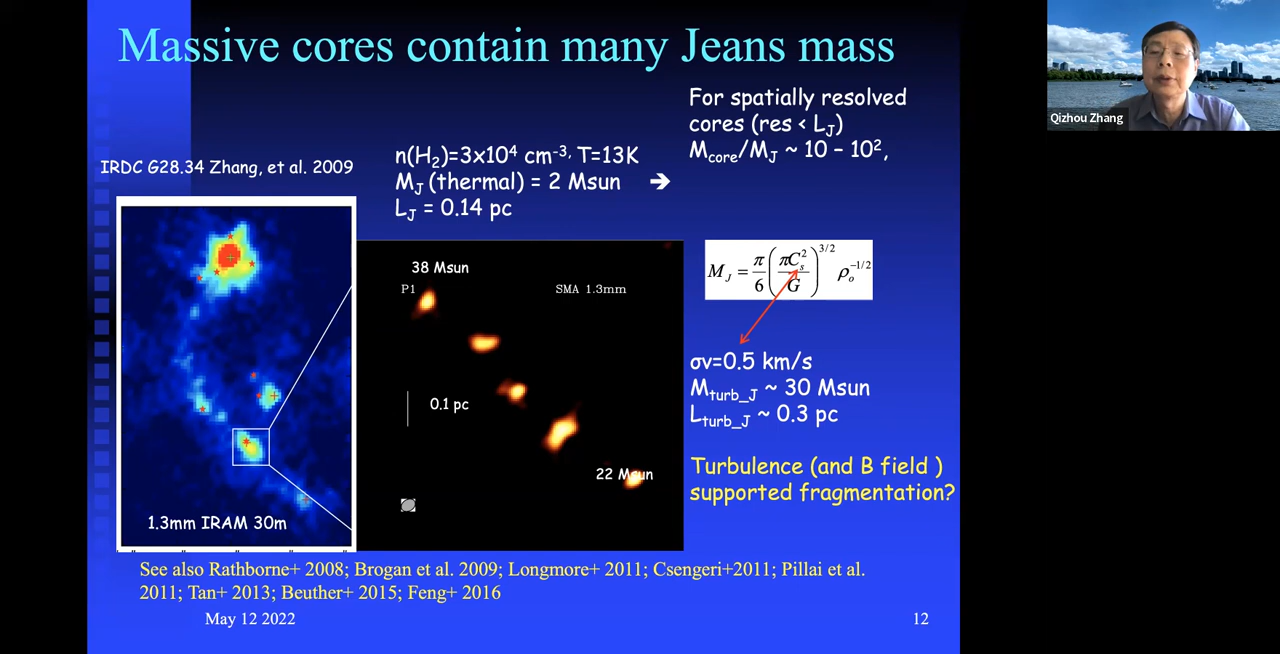 Massive cores contain many Jeans mass
Qizhou Zhang
For spatially resolved
cores (res < L_J)
M_core/M_J ~ 10 – 10²,
IRDC G28.34 Zhang, et al. 2009
n(H₂)=3x10⁴ cm⁻³, T=13K
M_J (thermal) = 2 Msun ➔
L_J = 0.14 pc
38 Msun
P1
SMA 1.3mm
0.1 pc
22 Msun
1.3mm IRAM 30m
M_J = π/6 (πC_s²/G)^3/2 ρ_o^-1/2
σv=0.5 km/s
M_turb_J ~ 30 Msun
L_turb_J ~ 0.3 pc
Turbulence (and B field )
supported fragmentation?
See also Rathborne+ 2008; Brogan et al. 2009; Longmore+ 2011; Csengeri+2011; Pillai et al.
2011; Tan+ 2013; Beuther+ 2015; Feng+ 2016
May 12 2022
12